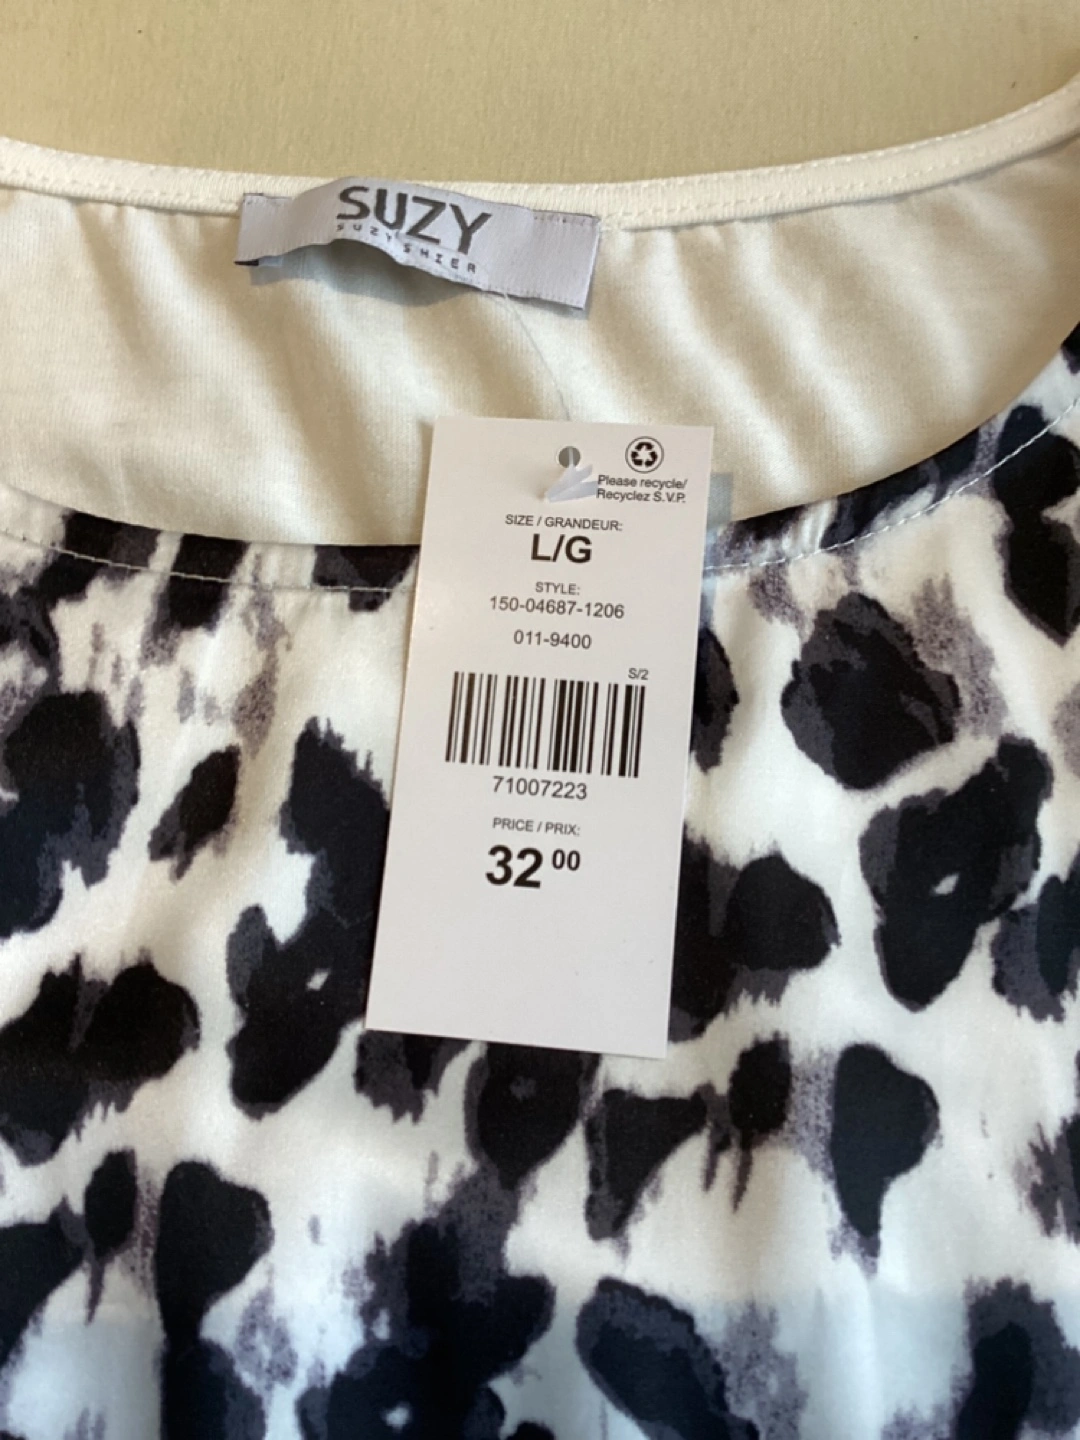 SUZY
SUZY SHIER
Please recycle/
Recyclez S.V.P.
SIZE / GRANDEUR:
L/G
STYLE:
150-04687-1206
011-9400
S/2
71007223
PRICE / PRIX:
32 00